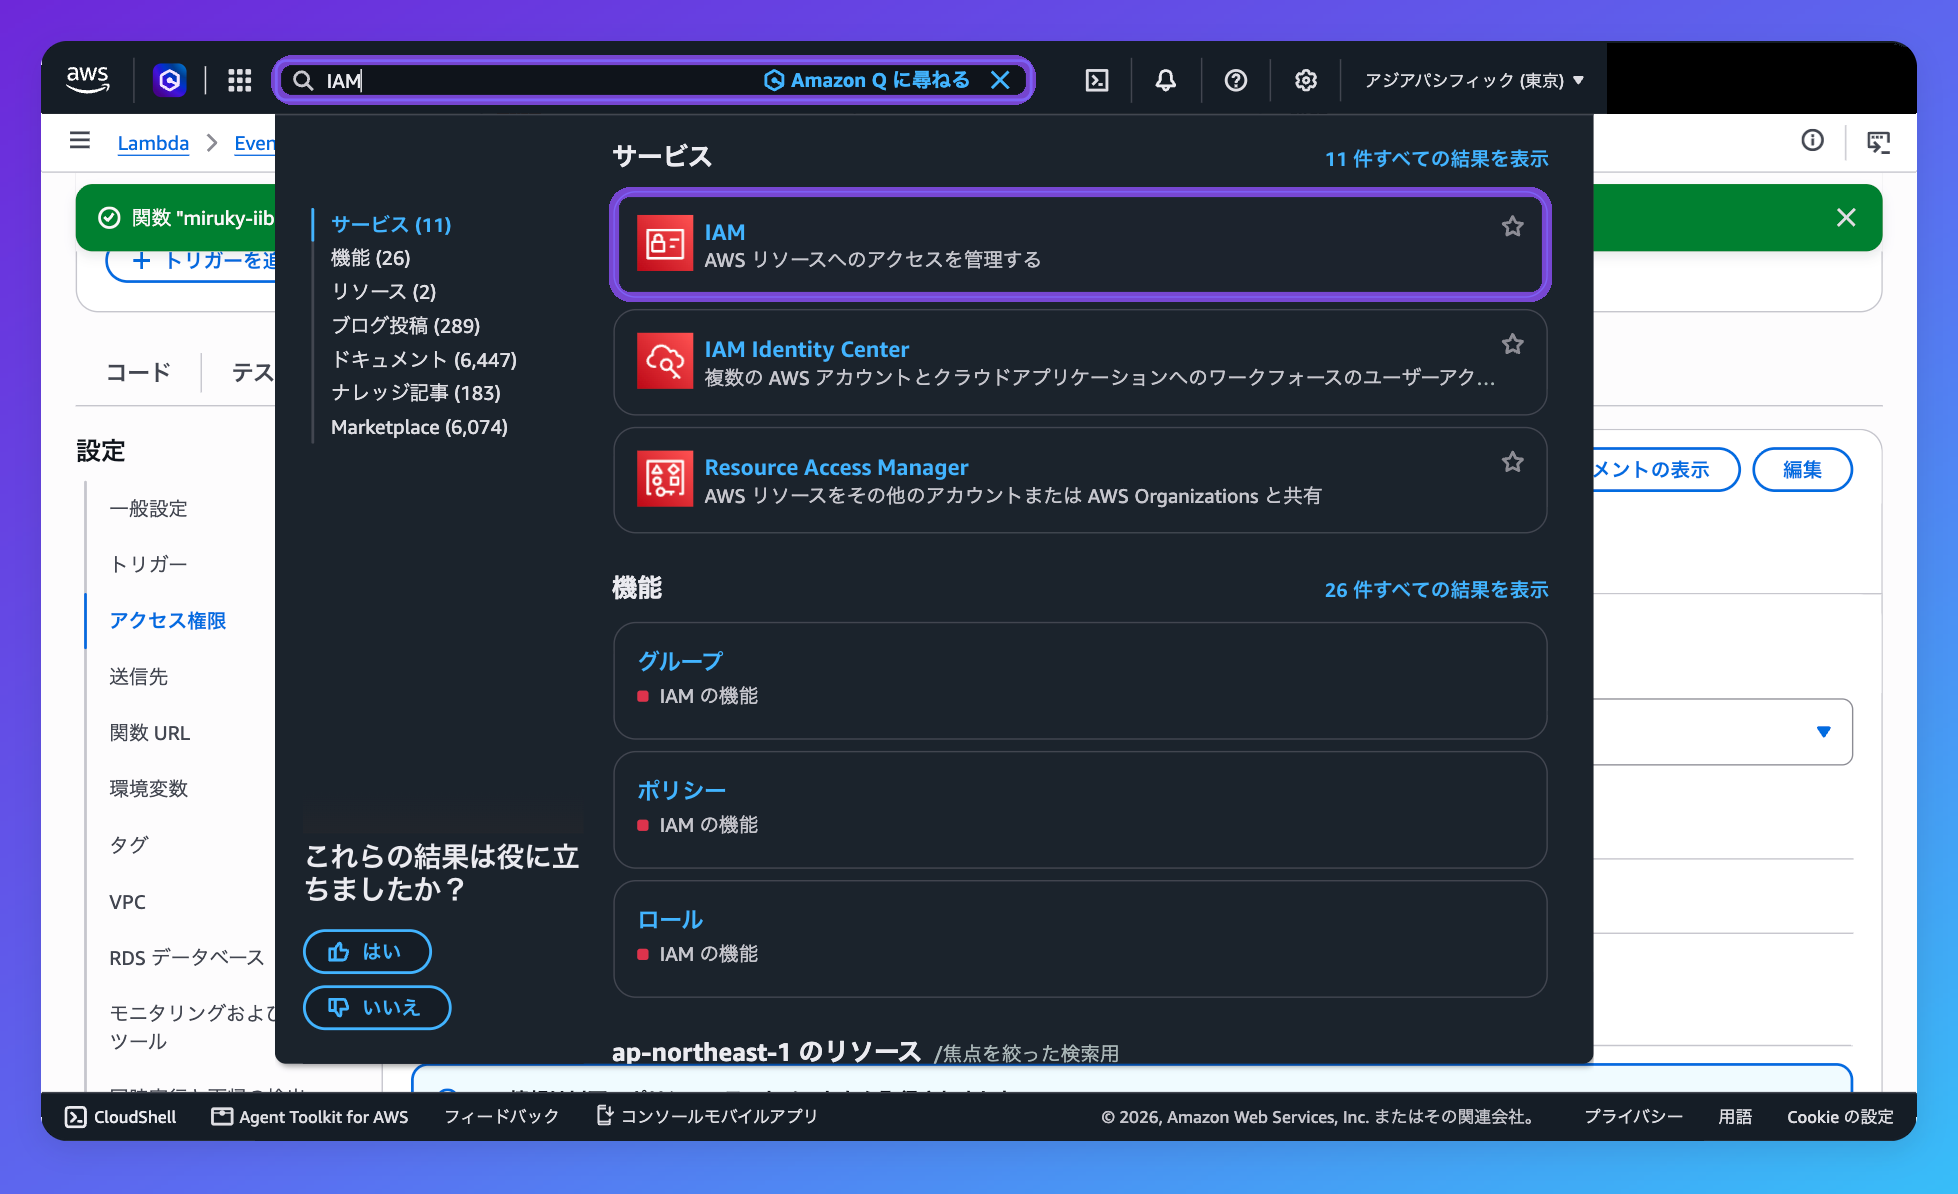 aws
IAM
Amazon Q に尋ねる
アジアパシフィック (東京)
Lambda
Even
サービス
11 件すべての結果を表示
関数 "miruky-iib
トリガーを追
サービス (11)
機能 (26)
リソース (2)
ブログ投稿 (289)
ドキュメント (6,447)
ナレッジ記事 (183)
Marketplace (6,074)
IAM
AWS リソースへのアクセスを管理する
IAM Identity Center
複数の AWS アカウントとクラウドアプリケーションへのワークフォースのユーザーアク...
Resource Access Manager
AWS リソースをその他のアカウントまたは AWS Organizations と共有
コード
テス
設定
一般設定
トリガー
アクセス権限
送信先
関数 URL
環境変数
タグ
VPC
RDS データベース
モニタリングおよび
ツール
メントの表示
編集
機能
26 件すべての結果を表示
グループ
IAM の機能
ポリシー
IAM の機能
ロール
IAM の機能
これらの結果は役に立
ちましたか？
はい
いいえ
ap-northeast-1 のリソース /焦点を絞った検索用
CloudShell
Agent Toolkit for AWS
フィードバック
コンソールモバイルアプリ
© 2026, Amazon Web Services, Inc. またはその関連会社。
プライバシー
用語
Cookie の設定